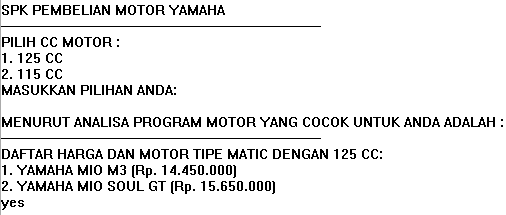 SPK PEMBELIAN MOTOR YAMAHA
PILIH CC MOTOR :
1. 125 CC
2. 115 CC
MASUKKAN PILIHAN ANDA:
MENURUT ANALISA PROGRAM MOTOR YANG COCOK UNTUK ANDA ADALAH :
DAFTAR HARGA DAN MOTOR TIPE MATIC DENGAN 125 CC:
1. YAMAHA MIO M3 (Rp. 14.450.000)
2. YAMAHA MIO SOUL GT (Rp. 15.650.000)
yes